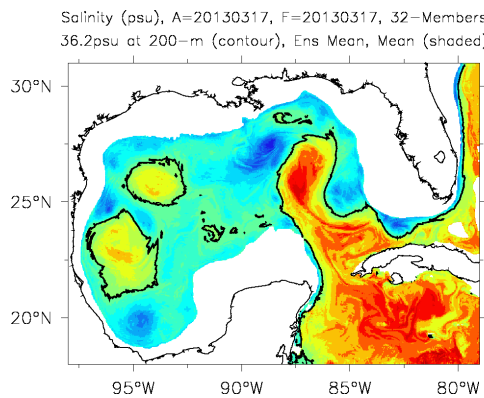 Salinity (psu), A=20130317, F=20130317, 32-Members
36.2psu at 200-m (contour), Ens Mean, Mean (shaded)
30°N
25°N
20°N
95°W 90°W 85°W 80°W